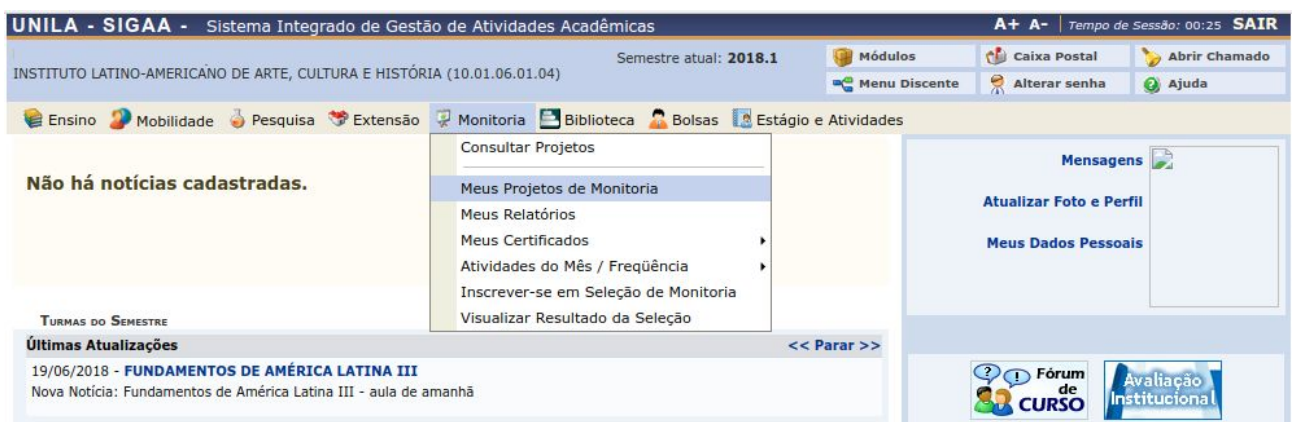 UNILA - SIGAA - Sistema Integrado de Gestão de Atividades Acadêmicas
A+ A- | Tempo de Sessão: 00:25 SAIR
INSTITUTO LATINO-AMERICANO DE ARTE, CULTURA E HISTÓRIA (10.01.06.01.04)
Semestre atual: 2018.1
Módulos
Caixa Postal
Abrir Chamado
Menu Discente
Alterar senha
Ajuda
Ensino Mobilidade Pesquisa Extensão Monitoria Biblioteca Bolsas Estágio e Atividades
Consultar Projetos
Meus Projetos de Monitoria
Meus Relatórios
Meus Certificados
Atividades do Mês / Freqüência
Inscrever-se em Seleção de Monitoria
Visualizar Resultado da Seleção
Não há notícias cadastradas.
Mensagens
Atualizar Foto e Perfil
Meus Dados Pessoais
TURMAS DO SEMESTRE
Últimas Atualizações
<< Parar >>
19/06/2018 - FUNDAMENTOS DE AMÉRICA LATINA III
Nova Notícia: Fundamentos de América Latina III - aula de amanhã
Fórum
de
CURSO
Avaliação
Institucional